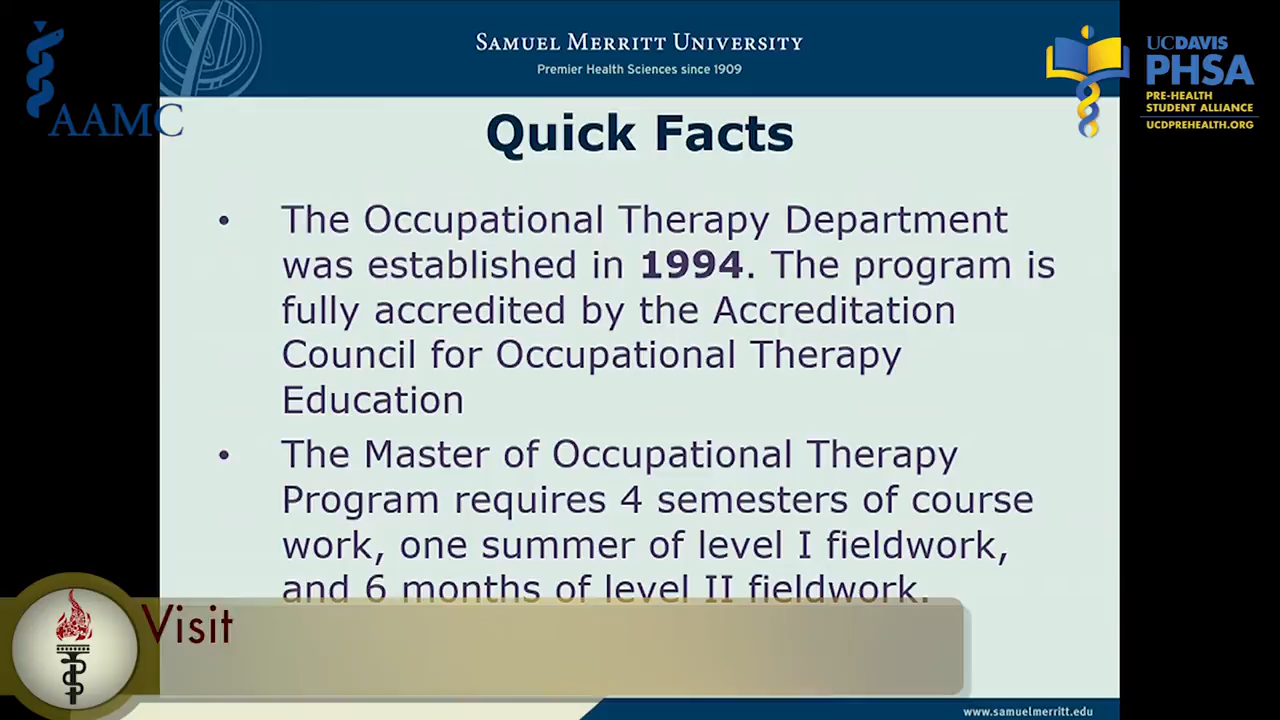 SAMUEL MERRITT UNIVERSITY
Premier Health Sciences since 1909
AAMC
UCDAVIS
PHSA
PRE-HEALTH
STUDENT ALLIANCE
UCDPREHEALTH.ORG
Quick Facts
• The Occupational Therapy Department
was established in 1994. The program is
fully accredited by the Accreditation
Council for Occupational Therapy
Education
• The Master of Occupational Therapy
Program requires 4 semesters of course
work, one summer of level I fieldwork,
and 6 months of level II fieldwork.
Visit
www.samuelmerritt.edu